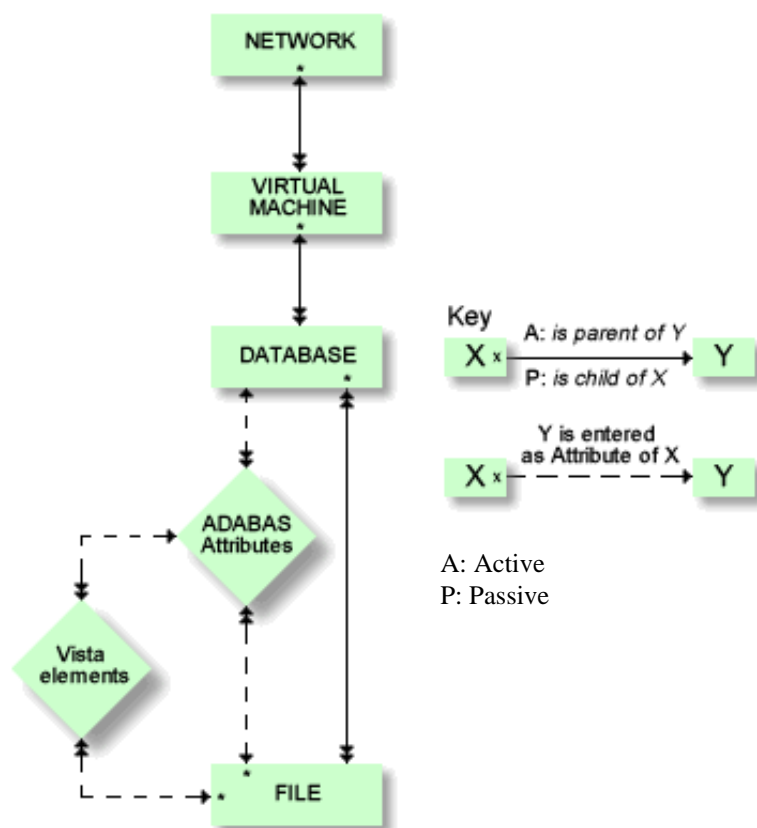 NETWORK
*
VIRTUAL
MACHINE
*
DATABASE
*
ADABAS
Attributes
Vista
elements
*
* FILE
Key
X x
A: is parent of Y
P: is child of X
Y
X x
Y is entered
as Attribute of X
Y
A: Active
P: Passive